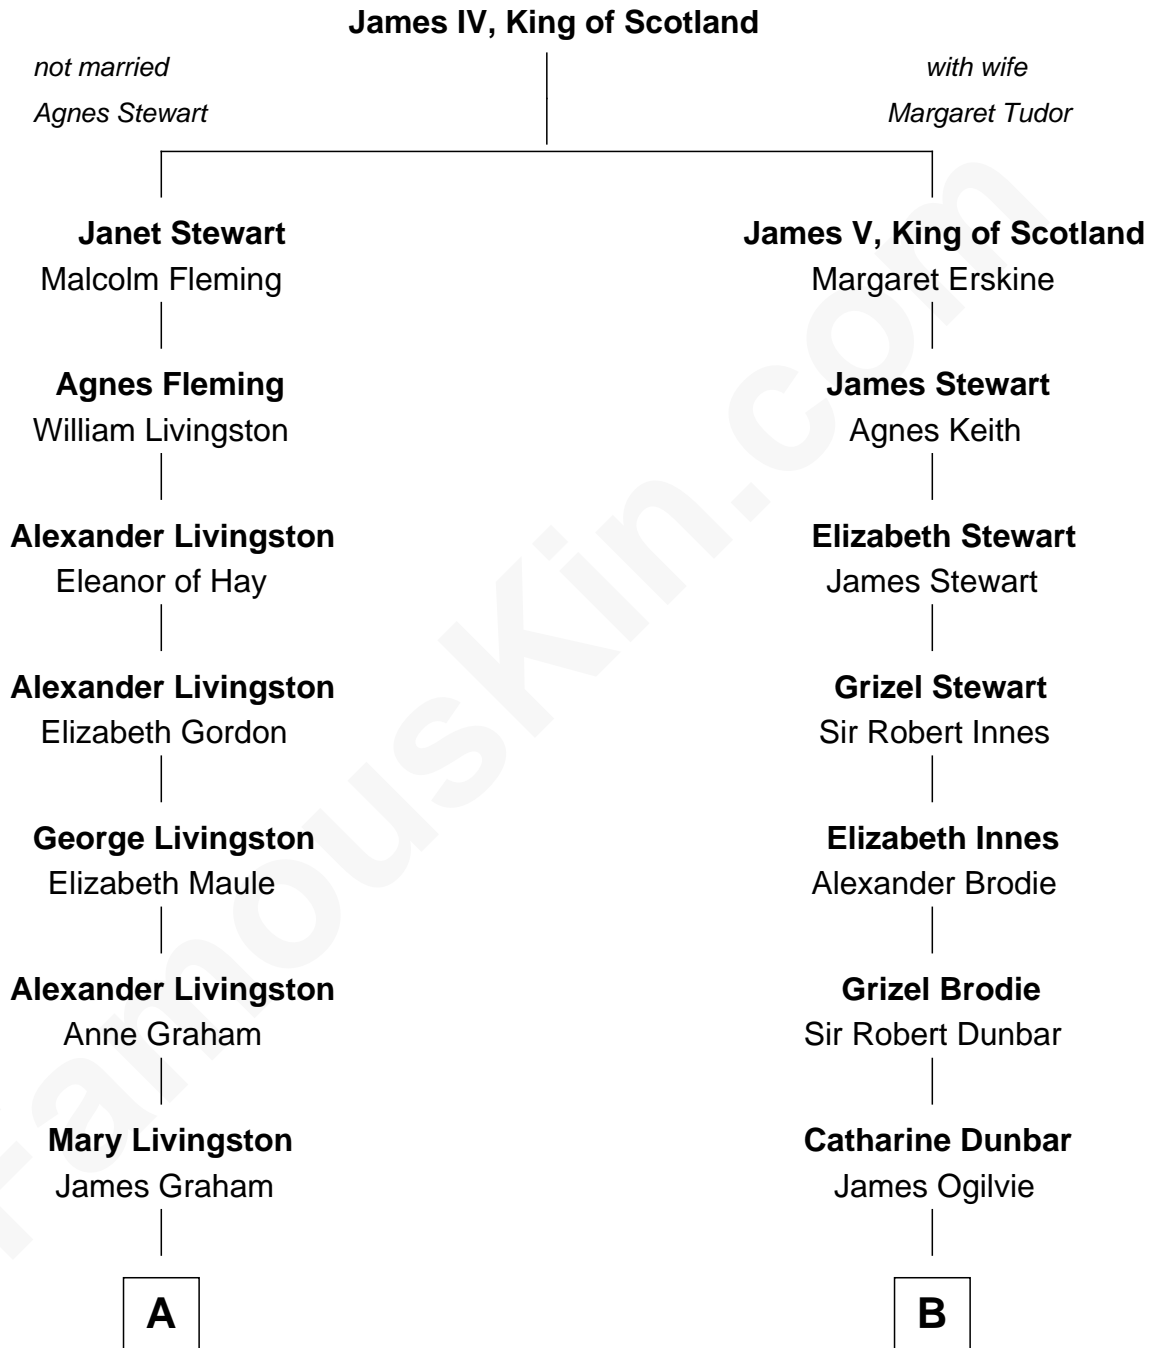 James IV, King of Scotland
not married
Agnes Stewart
with wife
Margaret Tudor
Janet Stewart
Malcolm Fleming
James V, King of Scotland
Margaret Erskine
Agnes Fleming
William Livingston
James Stewart
Agnes Keith
Alexander Livingston
Eleanor of Hay
Elizabeth Stewart
James Stewart
Alexander Livingston
Elizabeth Gordon
Grizel Stewart
Sir Robert Innes
George Livingston
Elizabeth Maule
Elizabeth Innes
Alexander Brodie
Alexander Livingston
Anne Graham
Grizel Brodie
Sir Robert Dunbar
Mary Livingston
James Graham
Catharine Dunbar
James Ogilvie
A
B
FamousKin.com